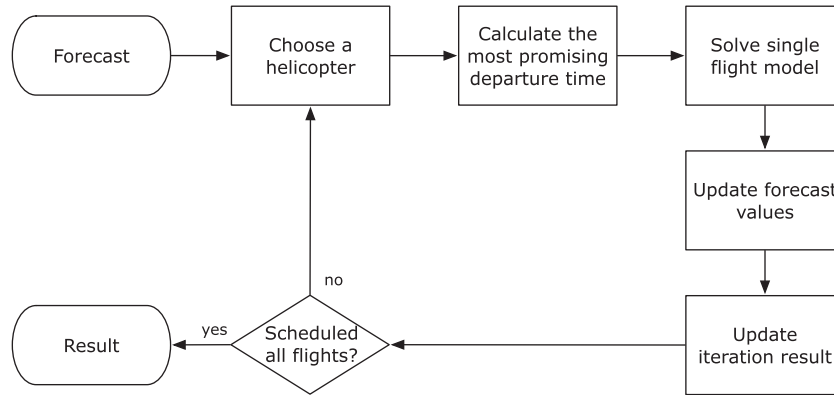 Forecast
Choose a
helicopter
Calculate the
most promising
departure time
Solve single
flight model
Update forecast
values
Update
iteration result
Scheduled
all flights?
no
yes
Result